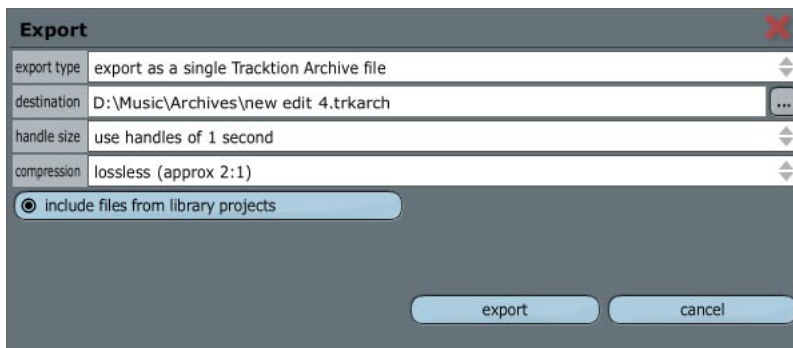 Export
export type export as a single Tracktion Archive file
destination D:\Music\Archives\new edit 4.trkarch ...
handle size use handles of 1 second
compression lossless (approx 2:1)
include files from library projects
export cancel